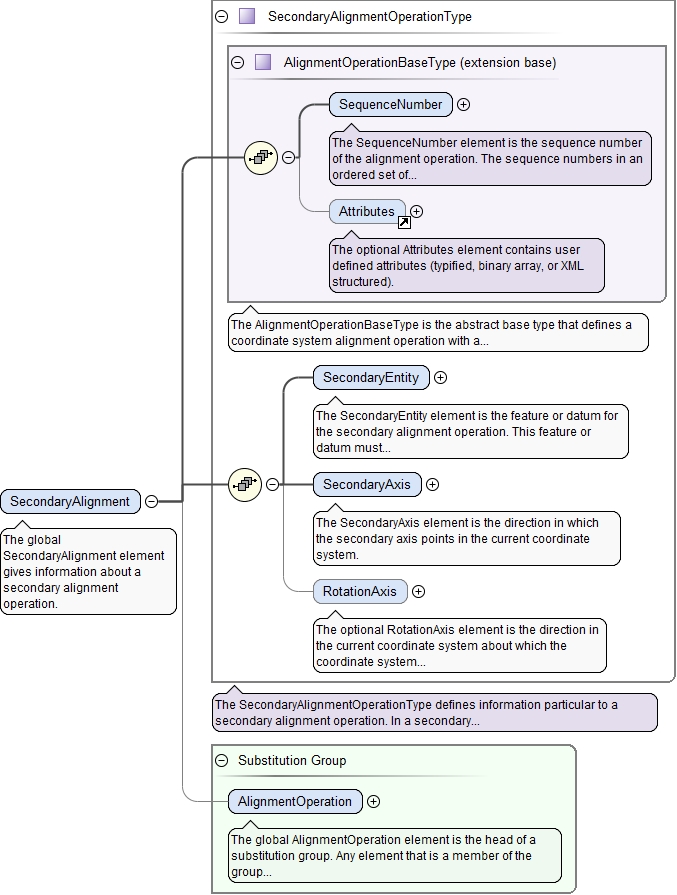 SecondaryAlignmentOperationType
AlignmentOperationBaseType (extension base)
SequenceNumber
The SequenceNumber element is the sequence number
of the alignment operation. The sequence numbers in an
ordered set of...
Attributes
The optional Attributes element contains user
defined attributes (typified, binary array, or XML
structured).
The AlignmentOperationBaseType is the abstract base type that defines a
coordinate system alignment operation with a...
SecondaryEntity
The SecondaryEntity element is the feature or datum for
the secondary alignment operation. This feature or
datum must...
SecondaryAxis
The SecondaryAxis element is the direction in which
the secondary axis points in the current coordinate
system.
RotationAxis
The optional RotationAxis element is the direction in
the current coordinate system about which the
coordinate system...
SecondaryAlignment
The global
SecondaryAlignment element
gives information about a
secondary alignment
operation.
The SecondaryAlignmentOperationType defines information particular to a
secondary alignment operation. In a secondary...
Substitution Group
AlignmentOperation
The global AlignmentOperation element is the head of a
substitution group. Any element that is a member of the
group...